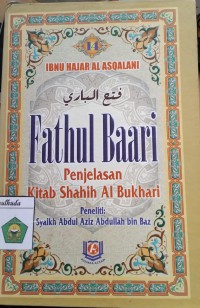 14
IBNU HAJAR AL ASQALANI
فتح الباري
Fathul Baari
Penjelasan
Kitab Shahih Al Bukhari
Peneliti:
Syaikh Abdul Aziz Abdullah bin Baz